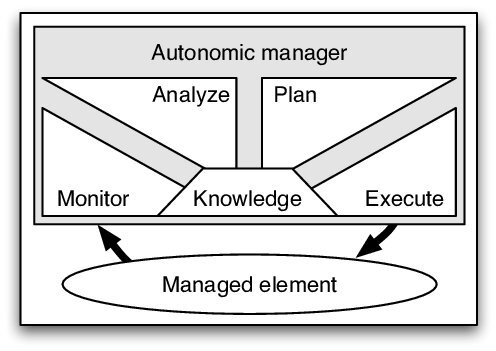 Autonomic manager
Analyze
Plan
Monitor
Knowledge
Execute
Managed element